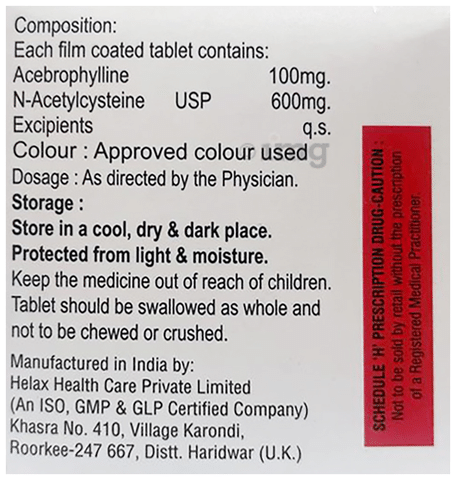 Composition:
Each film coated tablet contains:
Acebrophylline 100mg.
N-Acetylcysteine USP 600mg.
Excipients q.s.
Colour : Approved colour used
Dosage : As directed by the Physician.
Storage :
Store in a cool, dry & dark place.
Protected from light & moisture.
Keep the medicine out of reach of children.
Tablet should be swallowed as whole and
not to be chewed or crushed.
Manufactured in India by:
Helax Health Care Private Limited
(An ISO, GMP & GLP Certified Company)
Khasra No. 410, Village Karondi,
Roorkee-247 667, Distt. Haridwar (U.K.)
SCHEDULE 'H' PRESCRIPTION DRUG-CAUTION :
Not to be sold by retail without the prescription
of a Registered Medical Practitioner.